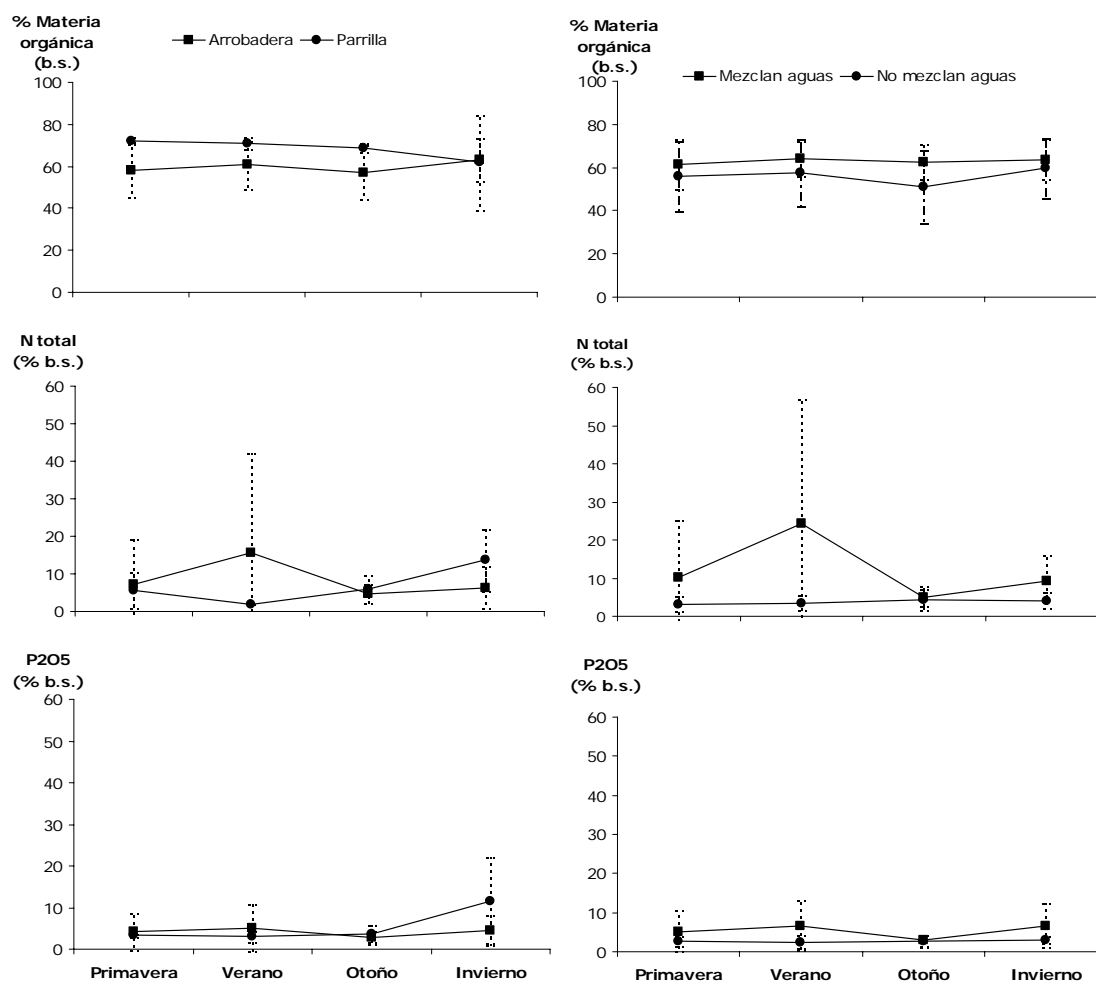 % Materia
orgánica
(b.s.)
Arrobadera
Parrilla
100
80
60
40
20
0
% Materia
orgánica
(b.s.)
Mezclan aguas
No mezclan aguas
100
80
60
40
20
0
N total
(% b.s.)
60
50
40
30
20
10
0
N total
(% b.s.)
60
50
40
30
20
10
0
P2O5
(% b.s.)
60
50
40
30
20
10
0
Primavera
Verano
Otoño
Invierno
P2O5
(% b.s.)
60
50
40
30
20
10
0
Primavera
Verano
Otoño
Invierno